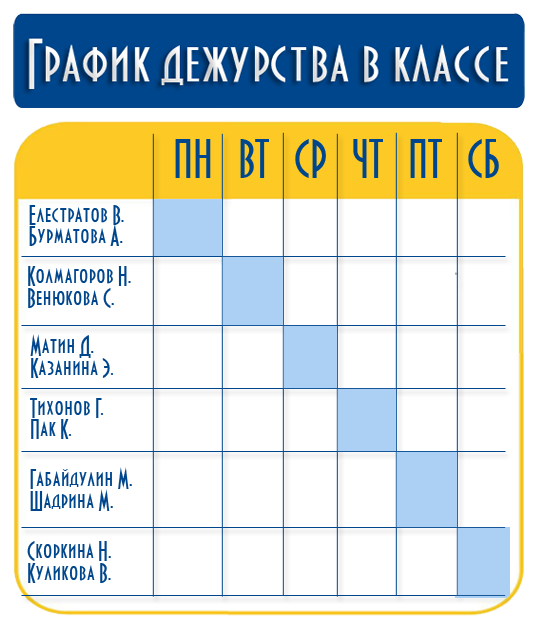 График дежурства в классе
ПН ВТ СР ЧТ ПТ СБ
Елестратов В.
Бурматова А.
Колмагоров Н.
Венюкова С.
Матин Д.
Казанина Э.
Тихонов Г.
Пак К.
Габайдулин М.
Шадрина М.
Скоркина Н.
Куликова В.